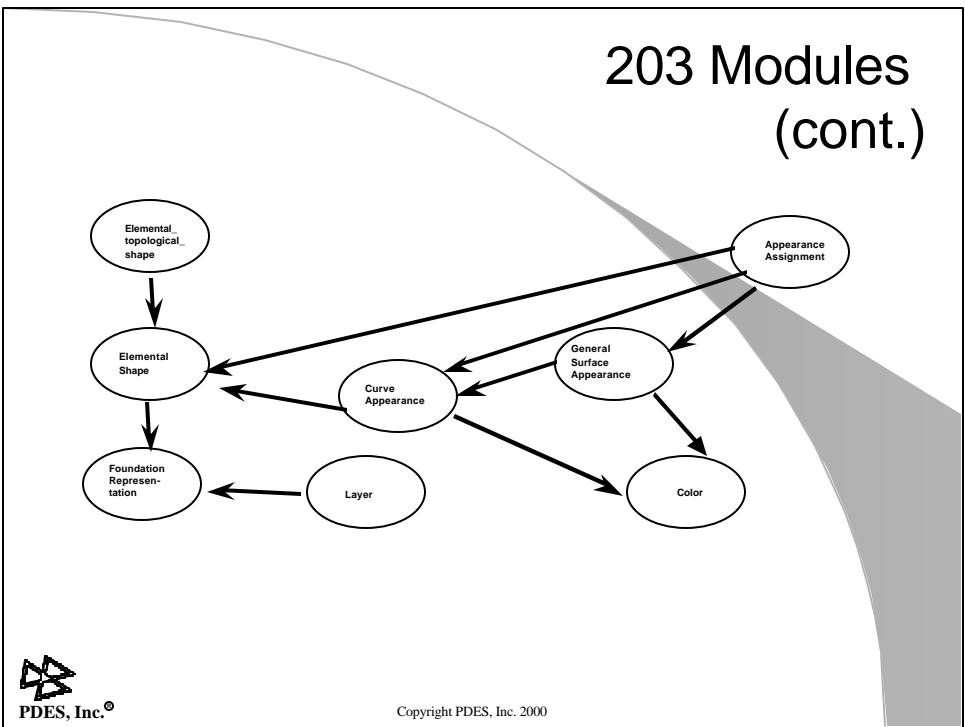 203 Modules
(cont.)
Elemental_
topological_
shape
Appearance
Assignment
Elemental
Shape
General
Surface
Appearance
Curve
Appearance
Foundation
Represen-
tation
Layer
Color
PDES, Inc.®
Copyright PDES, Inc. 2000